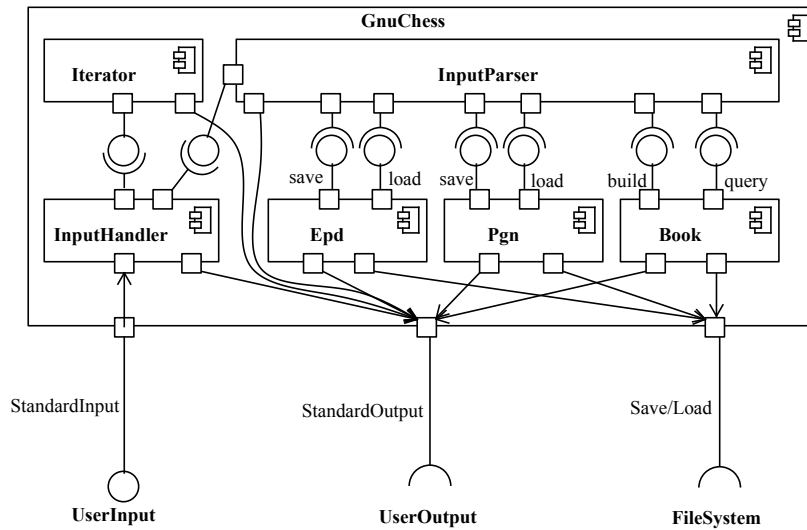 GnuChess
Iterator
InputParser
save
load
save
load
build
query
InputHandler
Epd
Pgn
Book
StandardInput
StandardOutput
Save/Load
UserInput
UserOutput
FileSystem